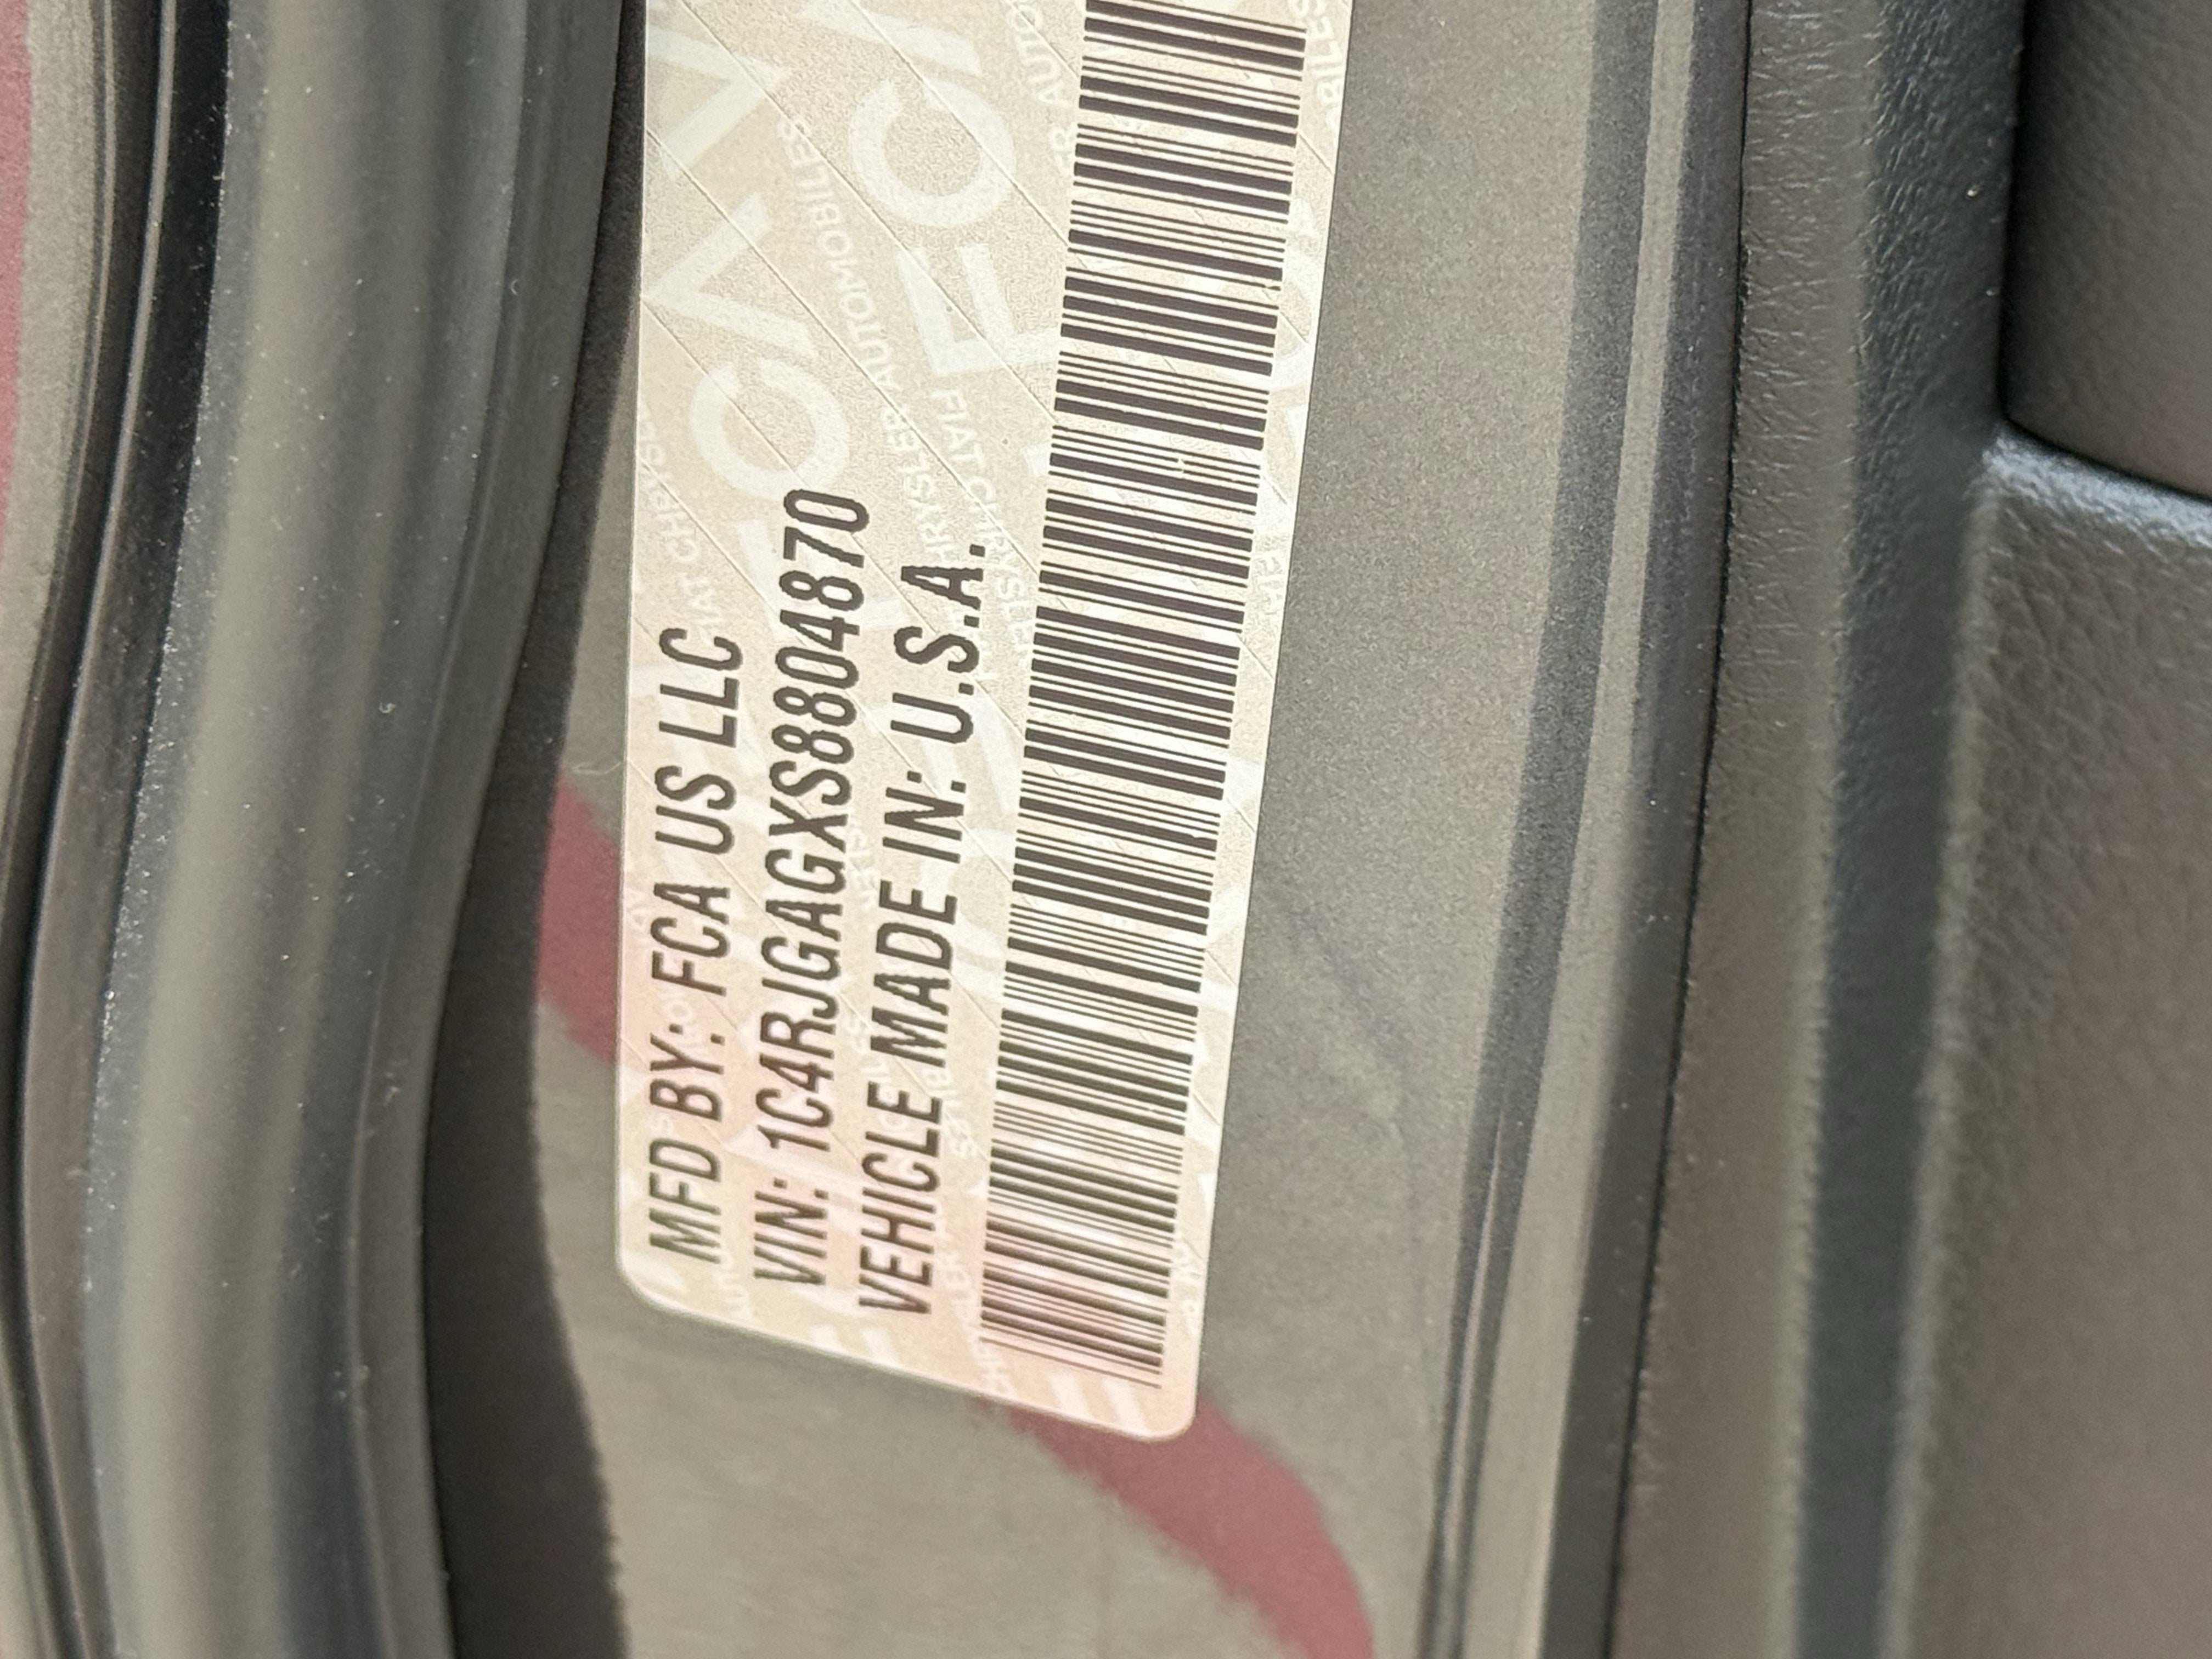 MFD BY: FCA US LLC
VIN: 1C4RJGAGXS8804870
VEHICLE MADE IN: U.S.A.